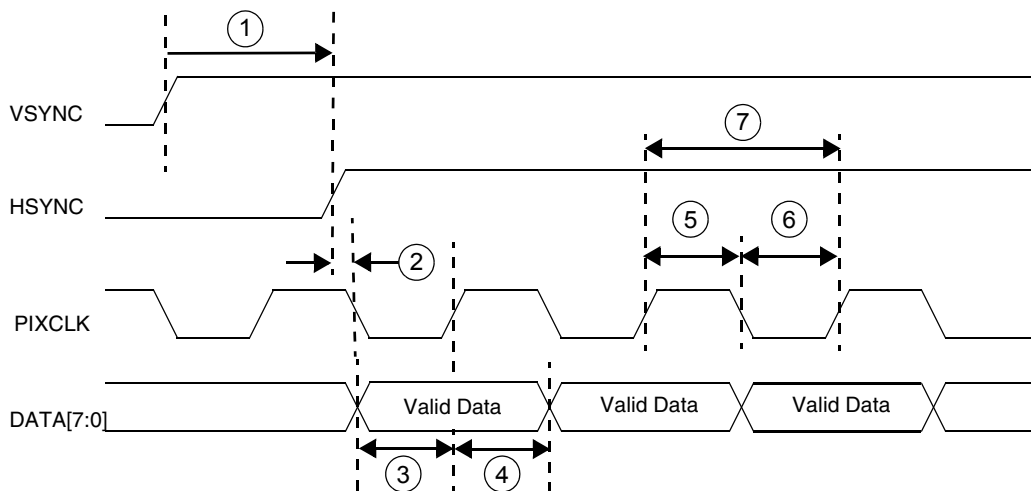 1
VSYNC
7
HSYNC
5 6
2
PIXCLK
DATA[7:0] Valid Data Valid Data Valid Data
3 4